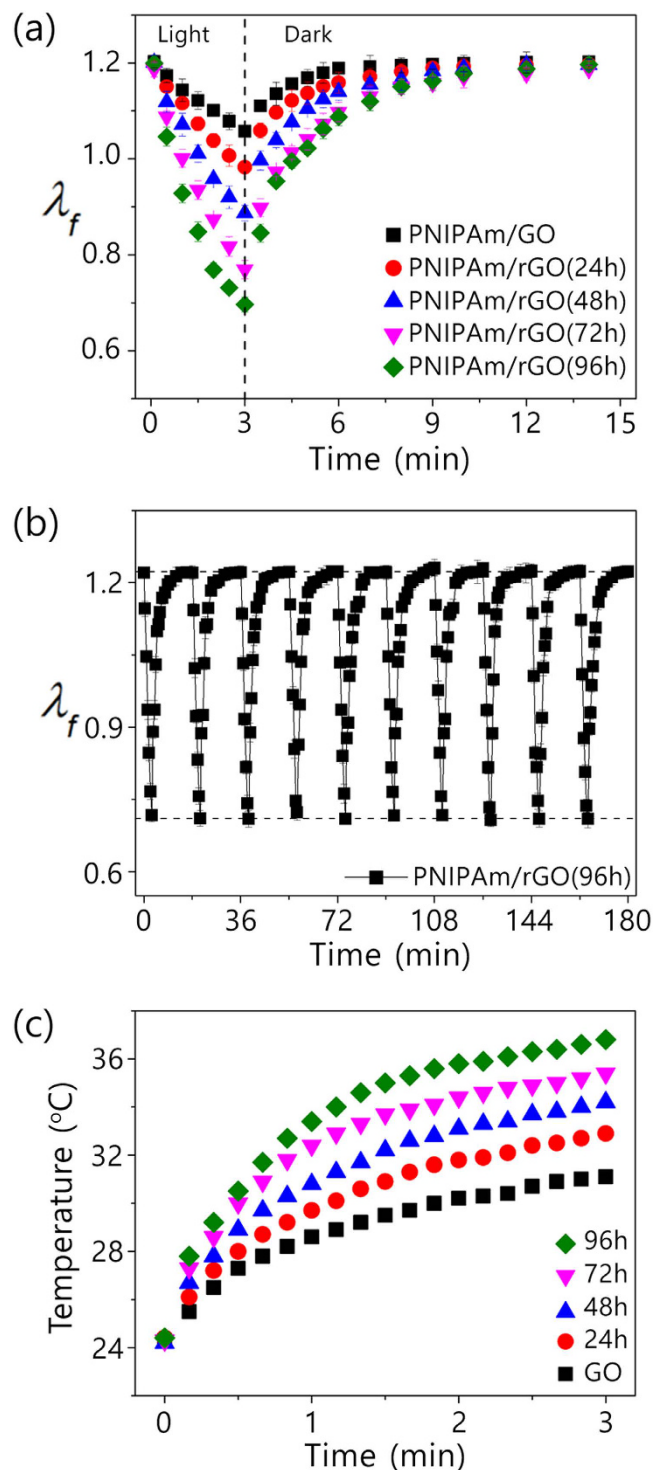 (a)
Light Dark
1.2
1.0
0.8
0.6
λf
PNIPAm/GO
PNIPAm/rGO(24h)
PNIPAm/rGO(48h)
PNIPAm/rGO(72h)
PNIPAm/rGO(96h)
0 3 6 9 12 15
Time (min)
(b)
1.2
0.9
0.6
λf
PNIPAm/rGO(96h)
0 36 72 108 144 180
Time (min)
(c)
36
32
28
24
Temperature (ºC)
96h
72h
48h
24h
GO
0 1 2 3
Time (min)